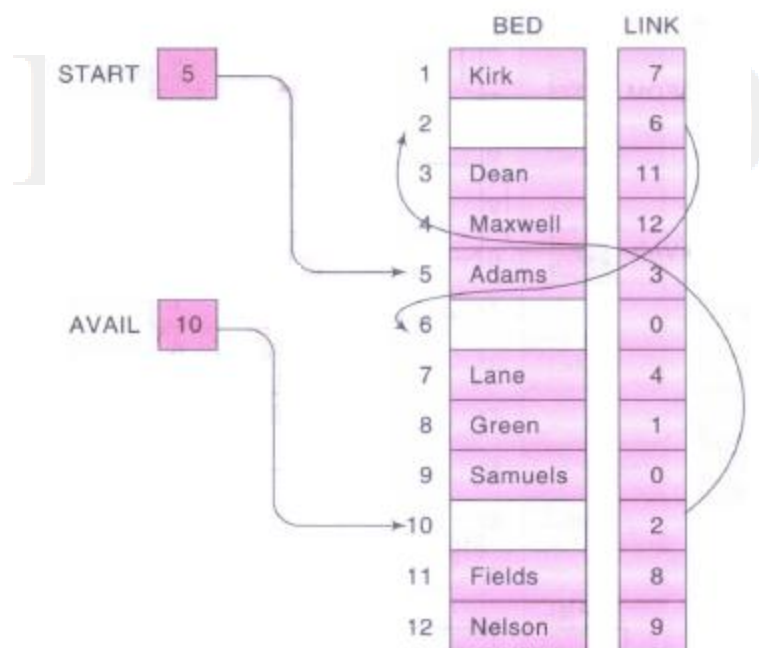 BED LINK
START 5 1 Kirk 7
2 6
3 Dean 11
4 Maxwell 12
5 Adams 3
AVAIL 10 6 0
7 Lane 4
8 Green 1
9 Samuels 0
10 2
11 Fields 8
12 Nelson 9